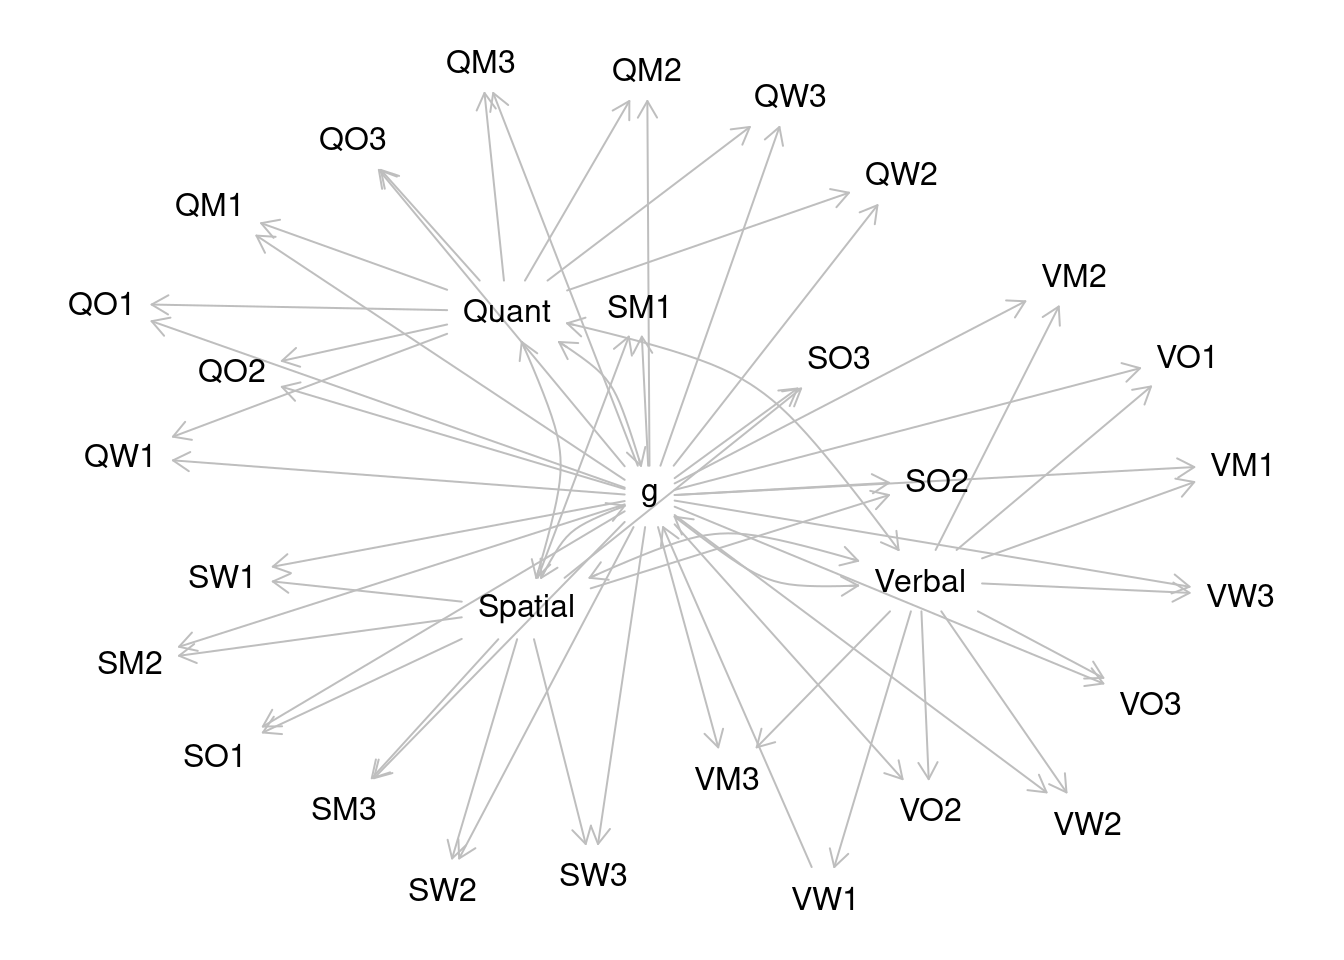 QM3
QM2
QW3
QO3
QW2
QM1
VM2
QO1
Quant
SM1
SO3
VO1
QO2
QW1
VM1
SO2
g
SW1
Verbal
VW3
Spatial
SM2
VO3
SO1
VM3
SM3
VO2
VW2
SW3
SW2
VW1